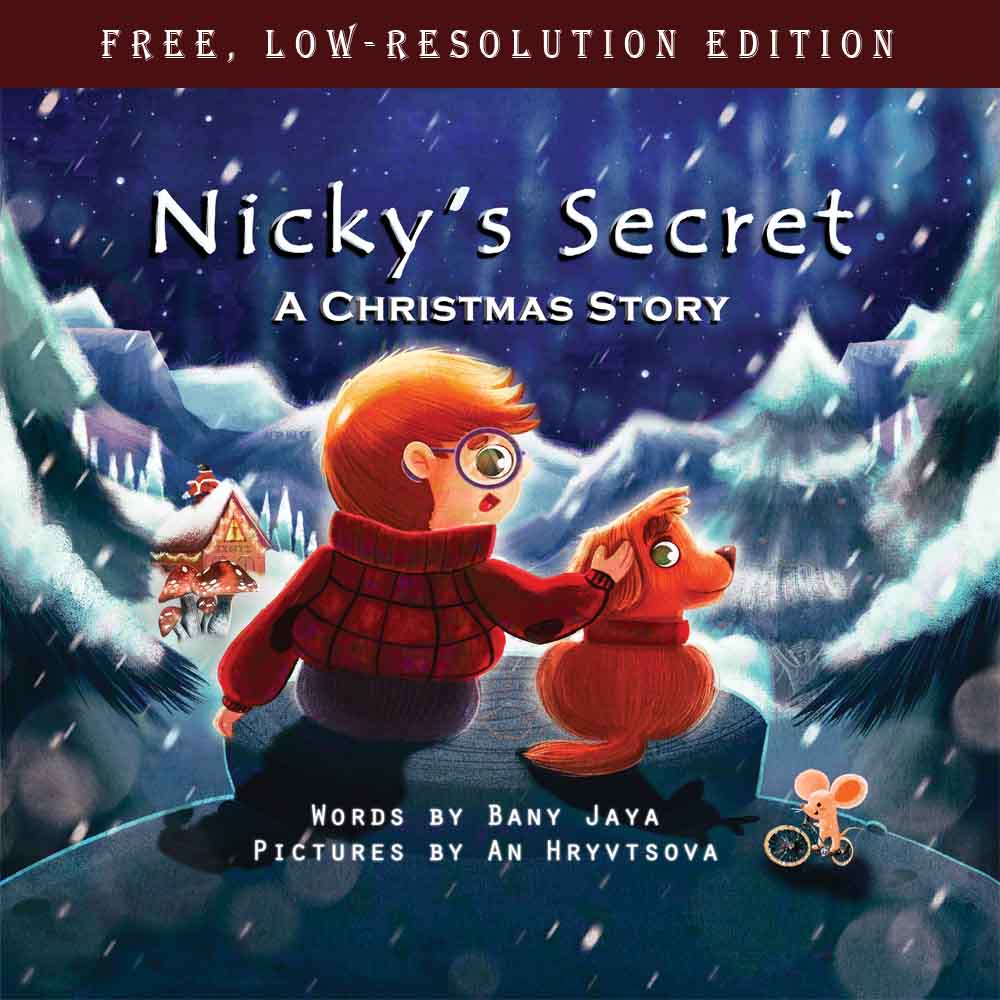 FREE, LOW-RESOLUTION EDITION
Nicky's Secret
A CHRISTMAS STORY
WORDS BY BANY JAYA
PICTURES BY AN HRYVTSOVA